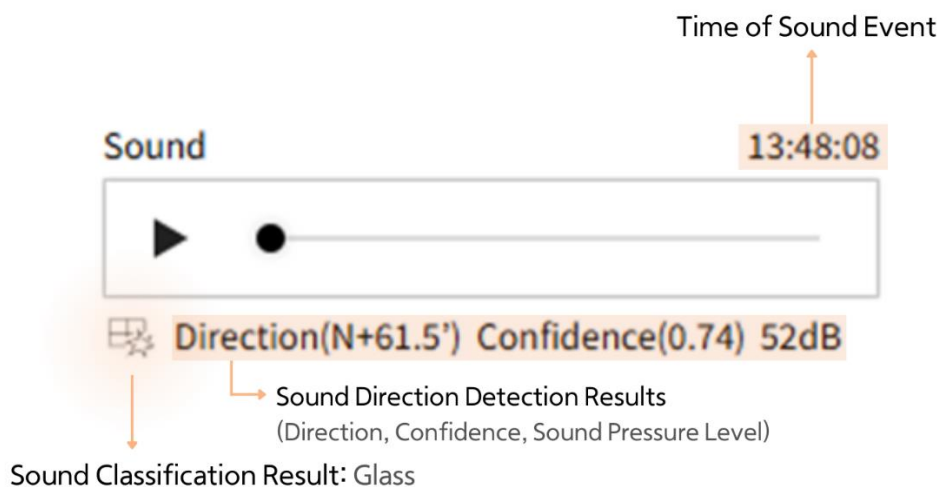 Time of Sound Event
Sound 13:48:08
Direction(N+61.5’) Confidence(0.74) 52dB
Sound Direction Detection Results
(Direction, Confidence, Sound Pressure Level)
Sound Classification Result: Glass